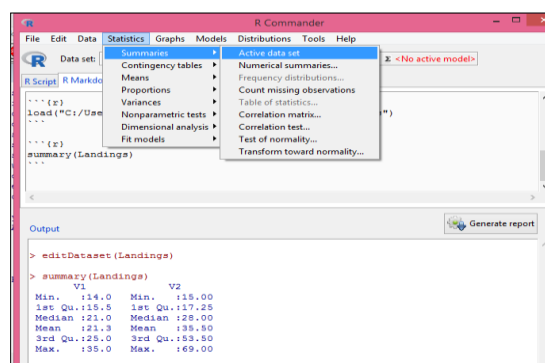 R Commander
File Edit Data Statistics Graphs Models Distributions Tools Help
Data set:
Σ <No active model>
R Script R Markdo
Summaries
Contingency tables
Means
Proportions
Variances
Nonparametric tests
Dimensional analysis
Fit models
Active data set
Numerical summaries...
Frequency distributions...
Count missing observations
Table of statistics...
Correlation matrix...
Correlation test...
Test of normality...
Transform toward normality...
```{r}
load("C:/Use ")
```
```{r}
summary(Landings)
```
Output
Generate report
> editDataset(Landings)
> summary(Landings)
V1 V2
Min. :14.0 Min. :15.00
1st Qu.:15.5 1st Qu.:17.25
Median :21.0 Median :28.00
Mean :21.3 Mean :35.50
3rd Qu.:25.0 3rd Qu.:53.50
Max. :35.0 Max. :69.00